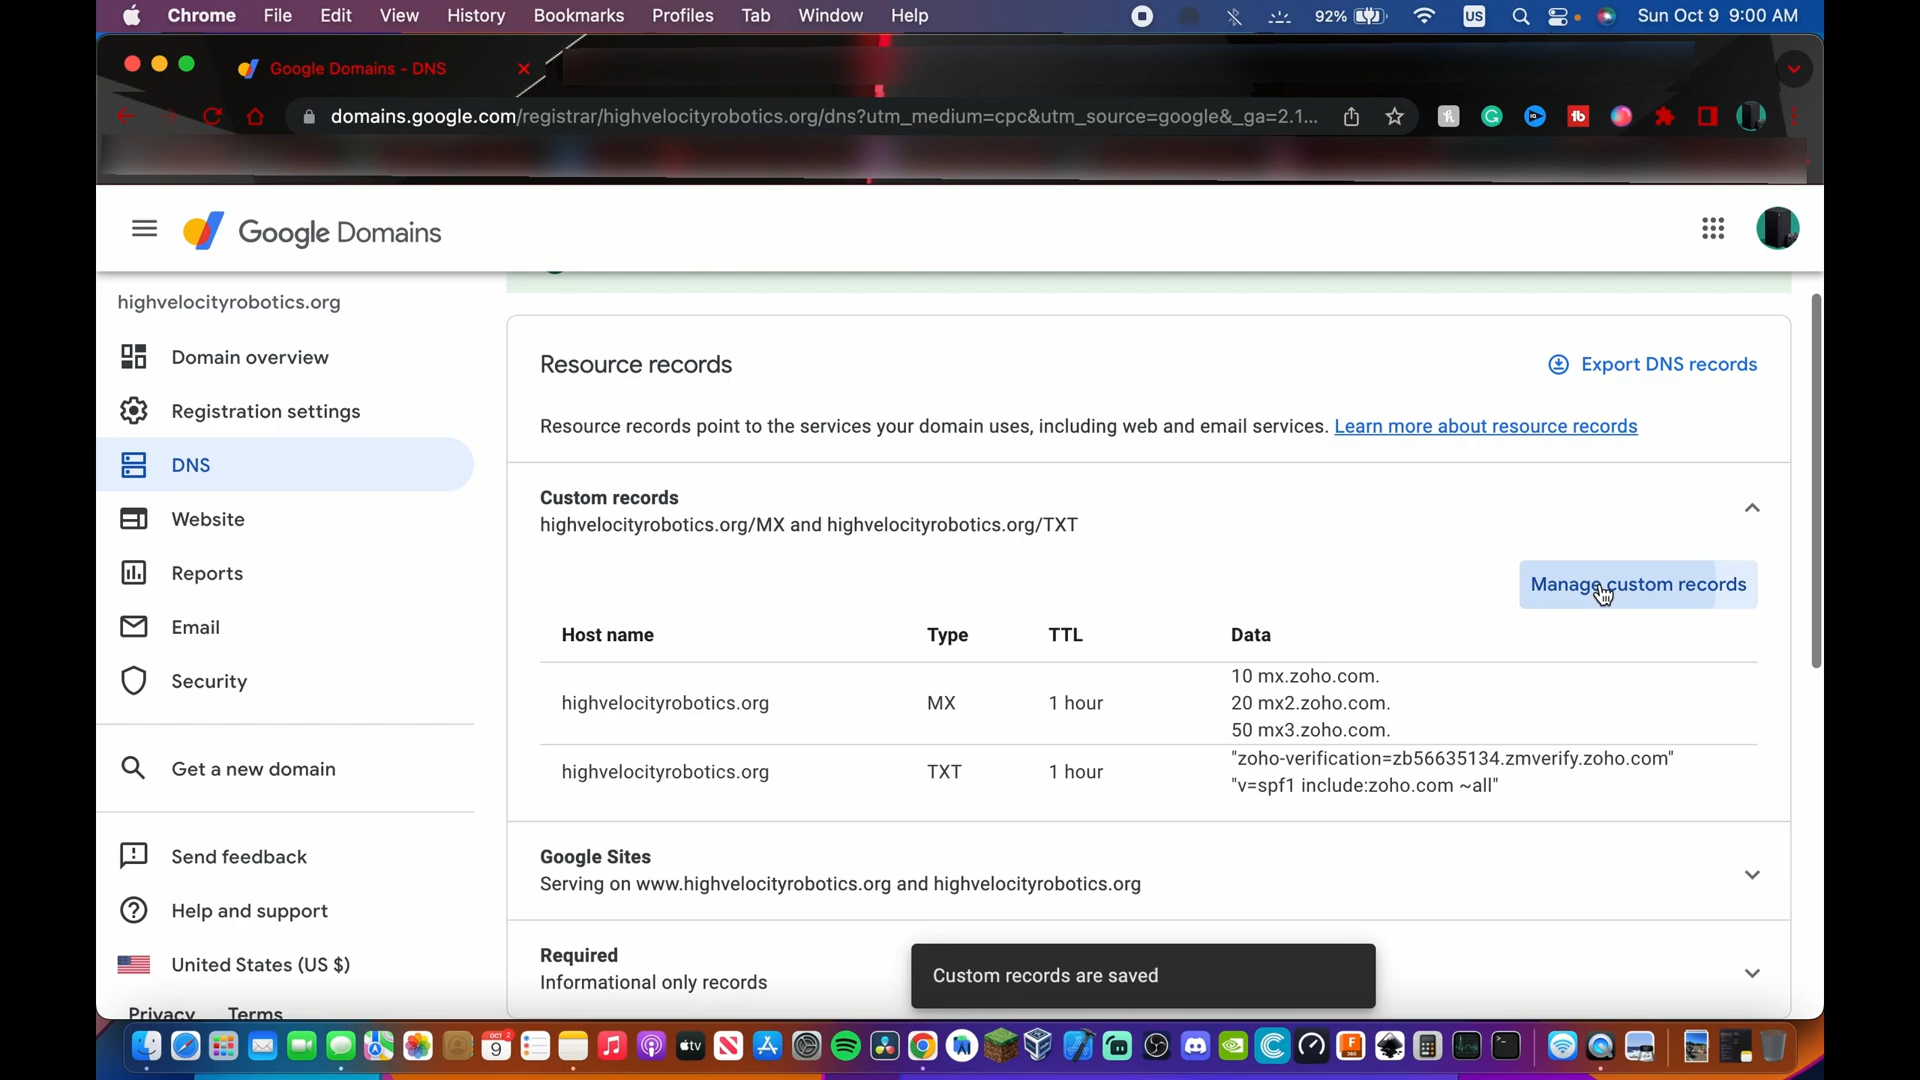 Chrome File Edit View History Bookmarks Profiles Tab Window Help 92% US Sun Oct 9 9:00 AM
Google Domains - DNS
domains.google.com/registrar/highvelocityrobotics.org/dns?utm_medium=cpc&utm_source=google&_ga=2.1...
Google Domains
highvelocityrobotics.org
Domain overview
Registration settings
DNS
Website
Reports
Email
Security
Get a new domain
Send feedback
Help and support
United States (US $)
Privacy Terms
Resource records
Export DNS records
Resource records point to the services your domain uses, including web and email services. Learn more about resource records
Custom records
highvelocityrobotics.org/MX and highvelocityrobotics.org/TXT
Manage custom records
Host name Type TTL Data
highvelocityrobotics.org MX 1 hour
10 mx.zoho.com.
20 mx2.zoho.com.
50 mx3.zoho.com.
highvelocityrobotics.org TXT 1 hour
"zoho-verification=zb56635134.zmverify.zoho.com"
"v=spf1 include:zoho.com ~all"
Google Sites
Serving on www.highvelocityrobotics.org and highvelocityrobotics.org
Required
Informational only records
Custom records are saved
OCT
9
tv